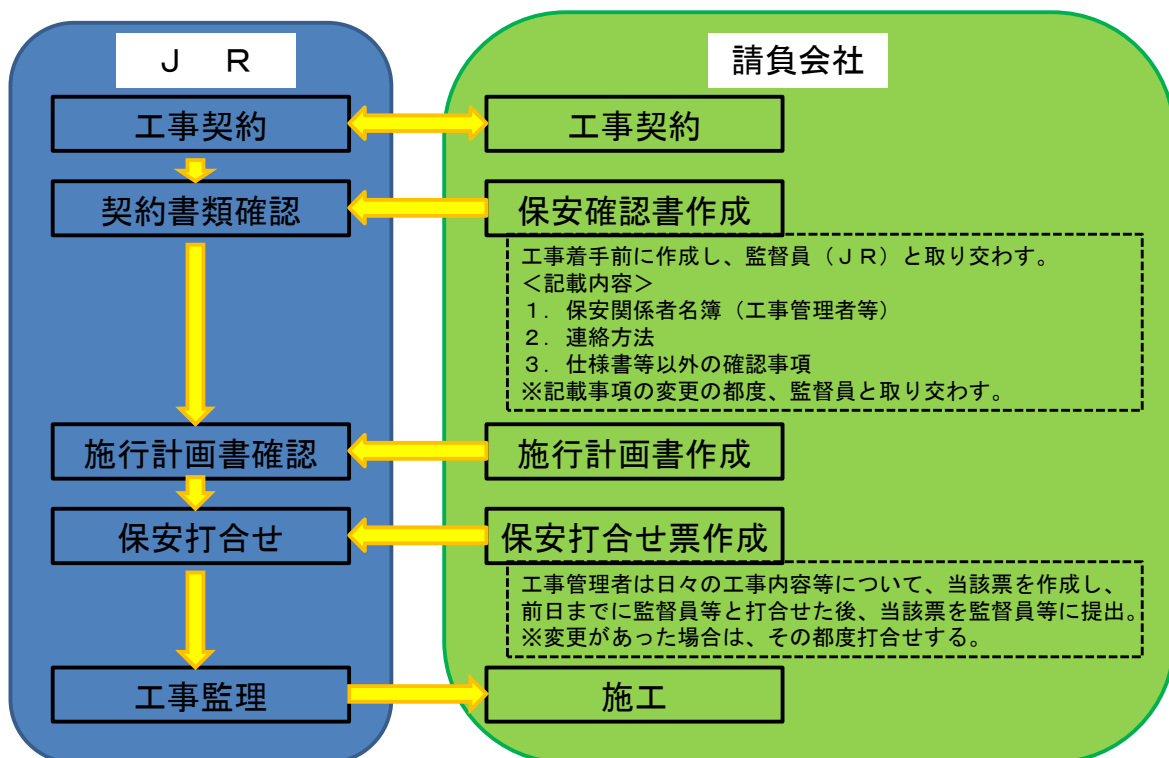 Ｊ　Ｒ
請負会社
工事契約
工事契約
契約書類確認
保安確認書作成
工事着手前に作成し、監督員（ＪＲ）と取り交わす。
＜記載内容＞
１．保安関係者名簿（工事管理者等）
２．連絡方法
３．仕様書等以外の確認事項
※記載事項の変更の都度、監督員と取り交わす。
施行計画書確認
施行計画書作成
保安打合せ
保安打合せ票作成
工事管理者は日々の工事内容等について、当該票を作成し、
前日までに監督員等と打合せた後、当該票を監督員等に提出。
※変更があった場合は、その都度打合せする。
工事監理
施工